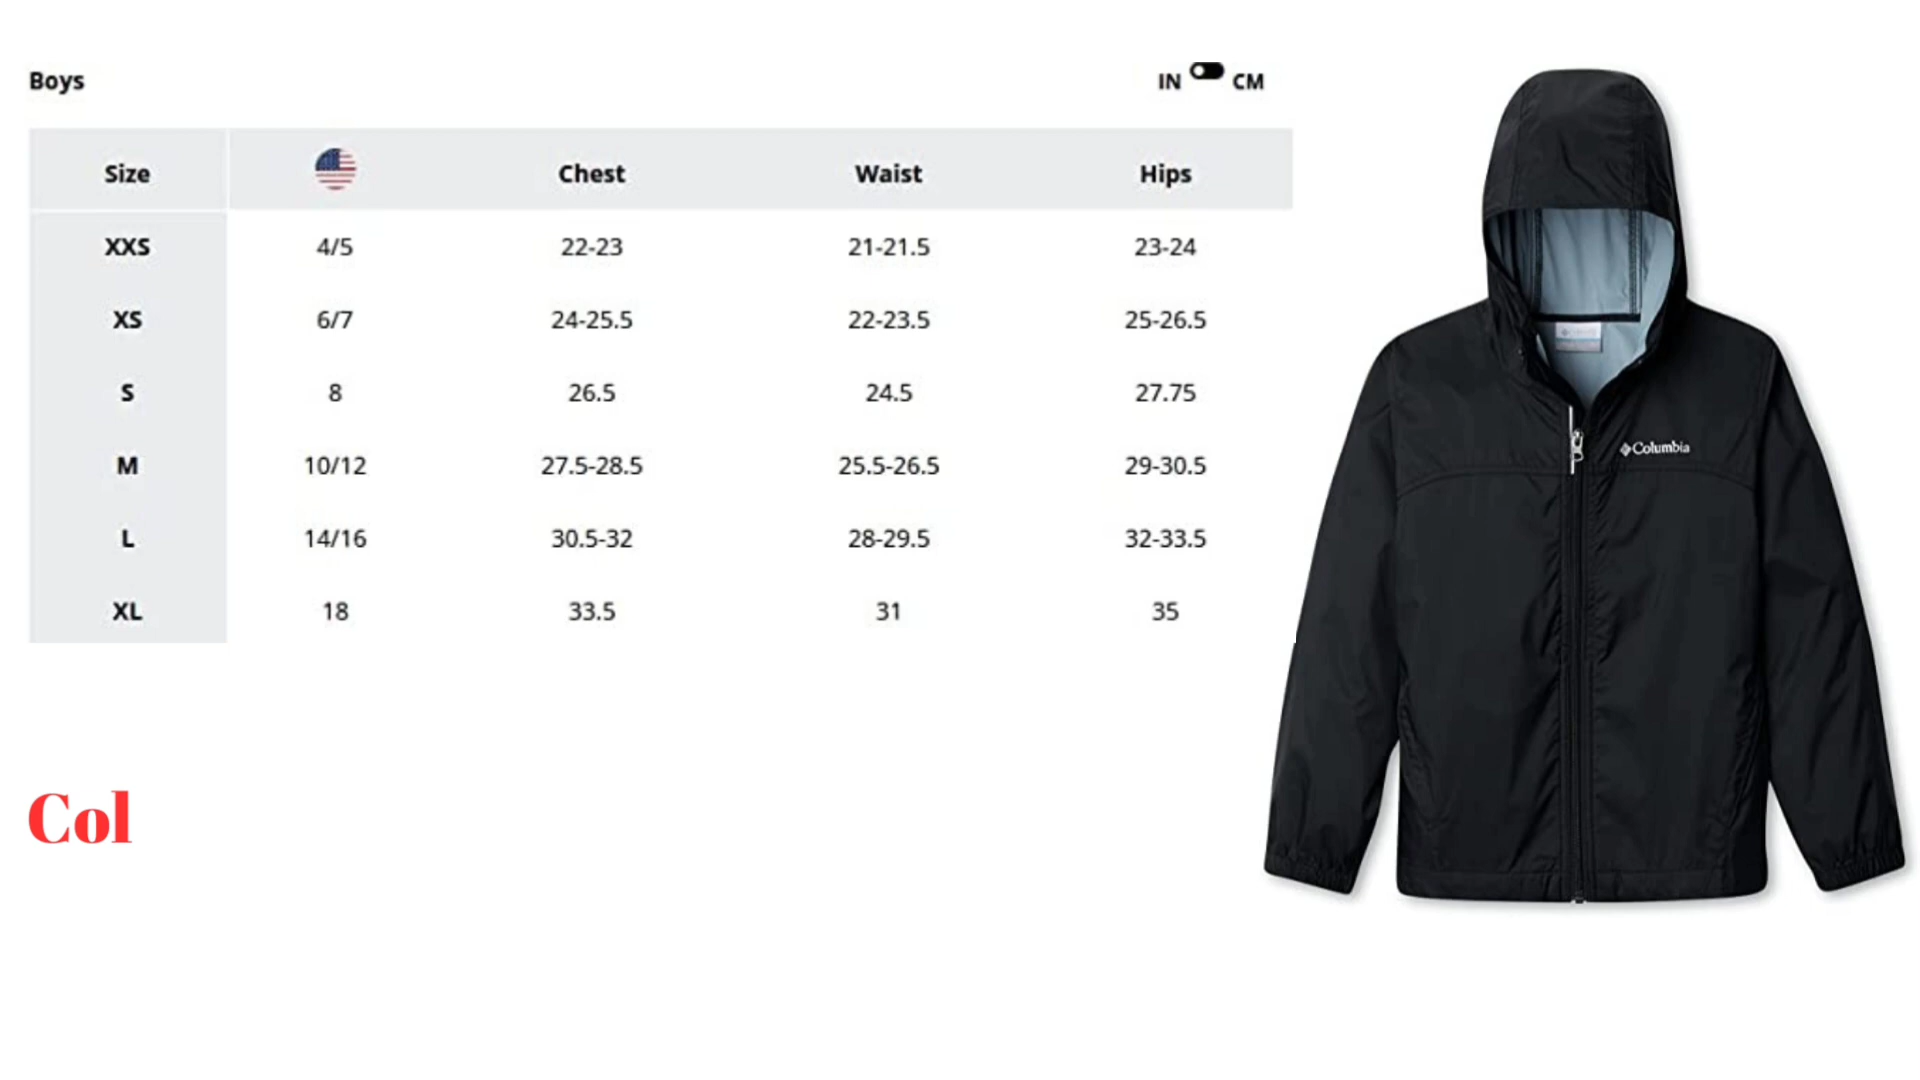 Boys
IN CM
Size Chest Waist Hips
XXS 4/5 22-23 21-21.5 23-24
XS 6/7 24-25.5 22-23.5 25-26.5
S 8 26.5 24.5 27.75
M 10/12 27.5-28.5 25.5-26.5 29-30.5
L 14/16 30.5-32 28-29.5 32-33.5
XL 18 33.5 31 35
Columbia
Col